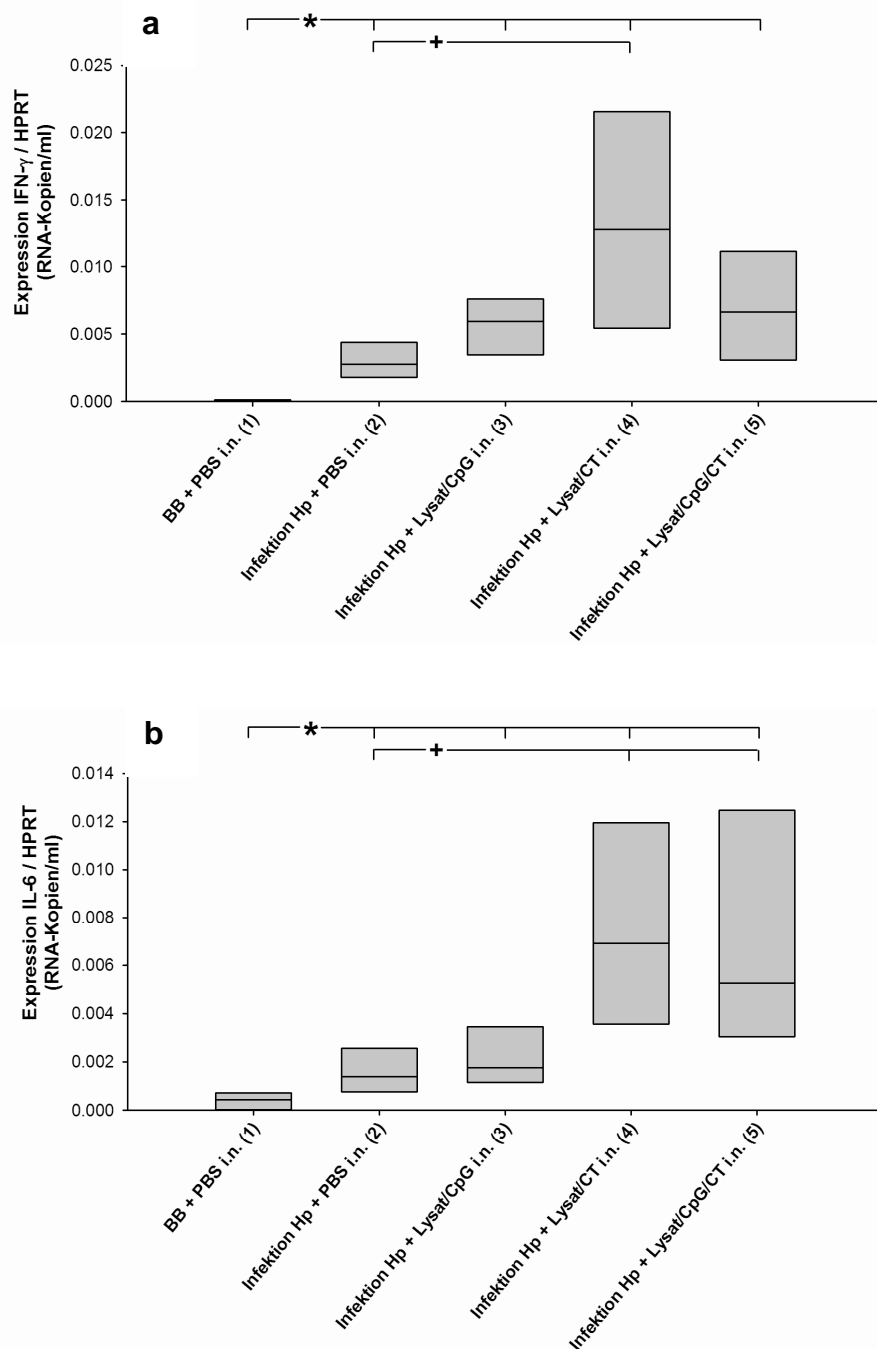 a
*
+
Expression IFN-γ / HPRT
(RNA-Kopien/ml)
0.025
0.020
0.015
0.010
0.005
0.000
BB + PBS i.n. (1)
Infektion Hp + PBS i.n. (2)
Infektion Hp + Lysat/CpG i.n. (3)
Infektion Hp + Lysat/CT i.n. (4)
Infektion Hp + Lysat/CpG/CT i.n. (5)
b
*
+
Expression IL-6 / HPRT
(RNA-Kopien/ml)
0.014
0.012
0.010
0.008
0.006
0.004
0.002
0.000
BB + PBS i.n. (1)
Infektion Hp + PBS i.n. (2)
Infektion Hp + Lysat/CpG i.n. (3)
Infektion Hp + Lysat/CT i.n. (4)
Infektion Hp + Lysat/CpG/CT i.n. (5)